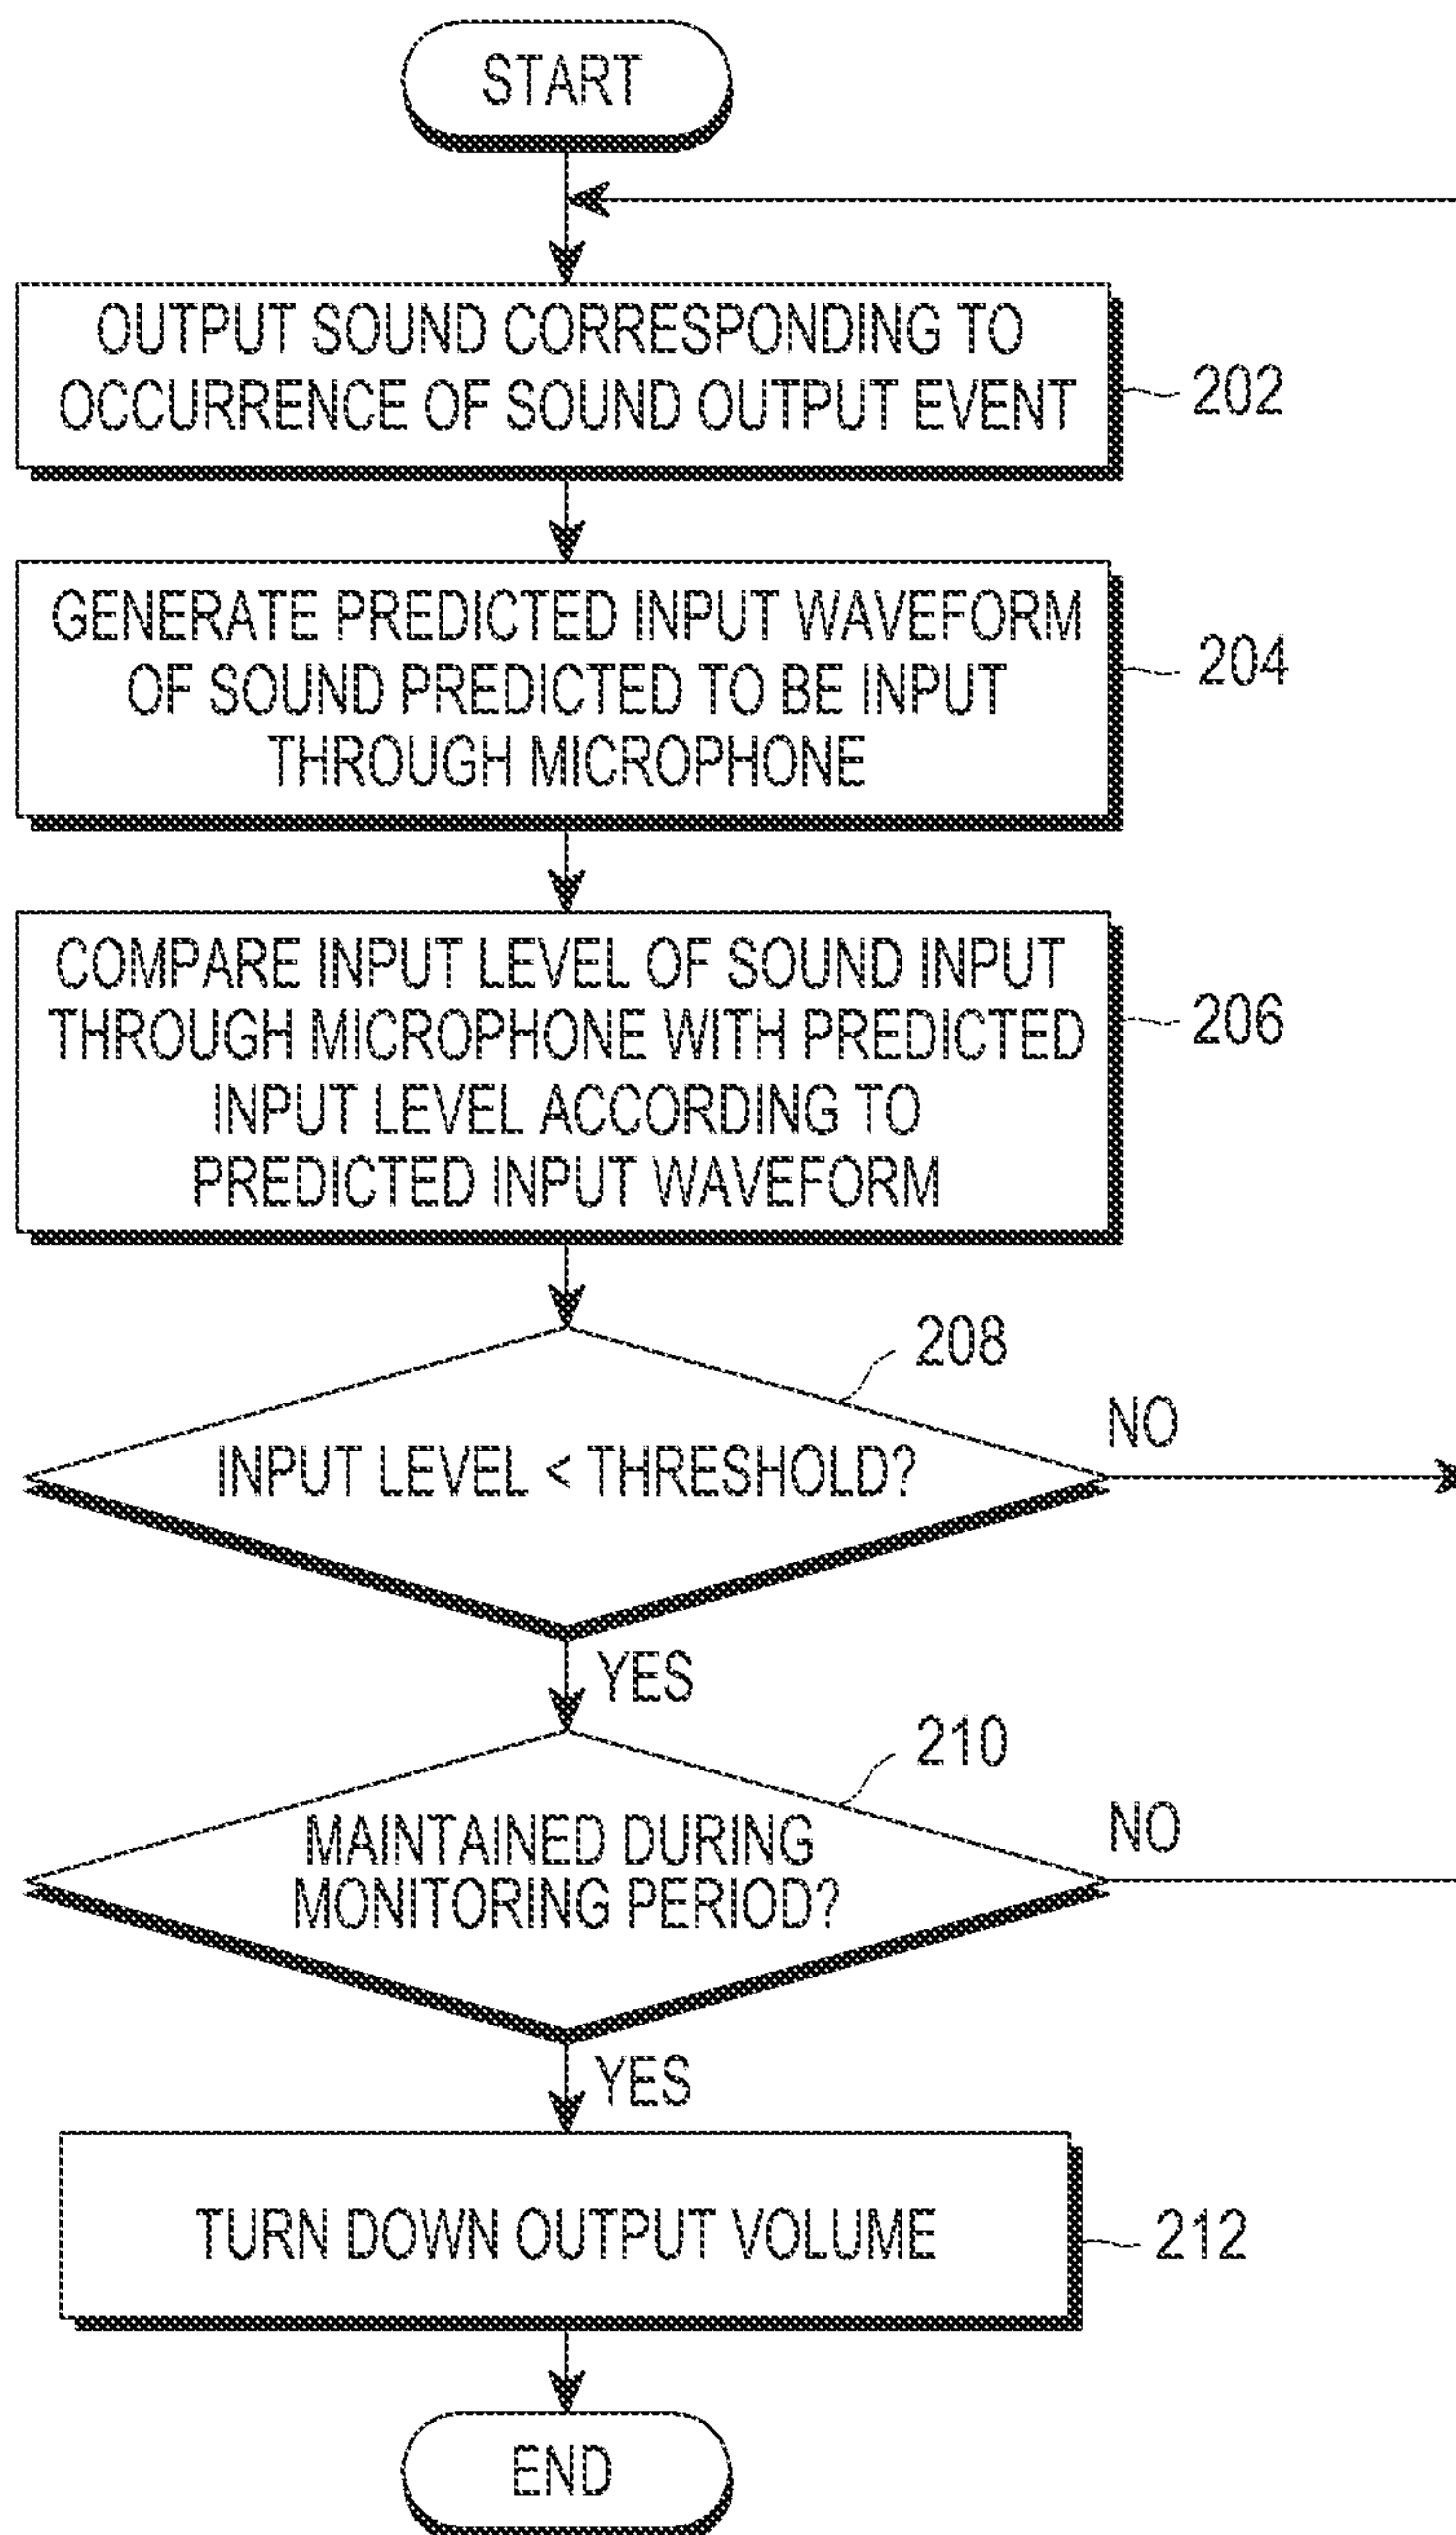 START
OUTPUT SOUND CORRESPONDING TO
OCCURRENCE OF SOUND OUTPUT EVENT
202
GENERATE PREDICTED INPUT WAVEFORM
OF SOUND PREDICTED TO BE INPUT
THROUGH MICROPHONE
204
COMPARE INPUT LEVEL OF SOUND INPUT
THROUGH MICROPHONE WITH PREDICTED
INPUT LEVEL ACCORDING TO
PREDICTED INPUT WAVEFORM
206
208
INPUT LEVEL < THRESHOLD?
NO
YES
210
MAINTAINED DURING
MONITORING PERIOD?
NO
YES
TURN DOWN OUTPUT VOLUME
212
END